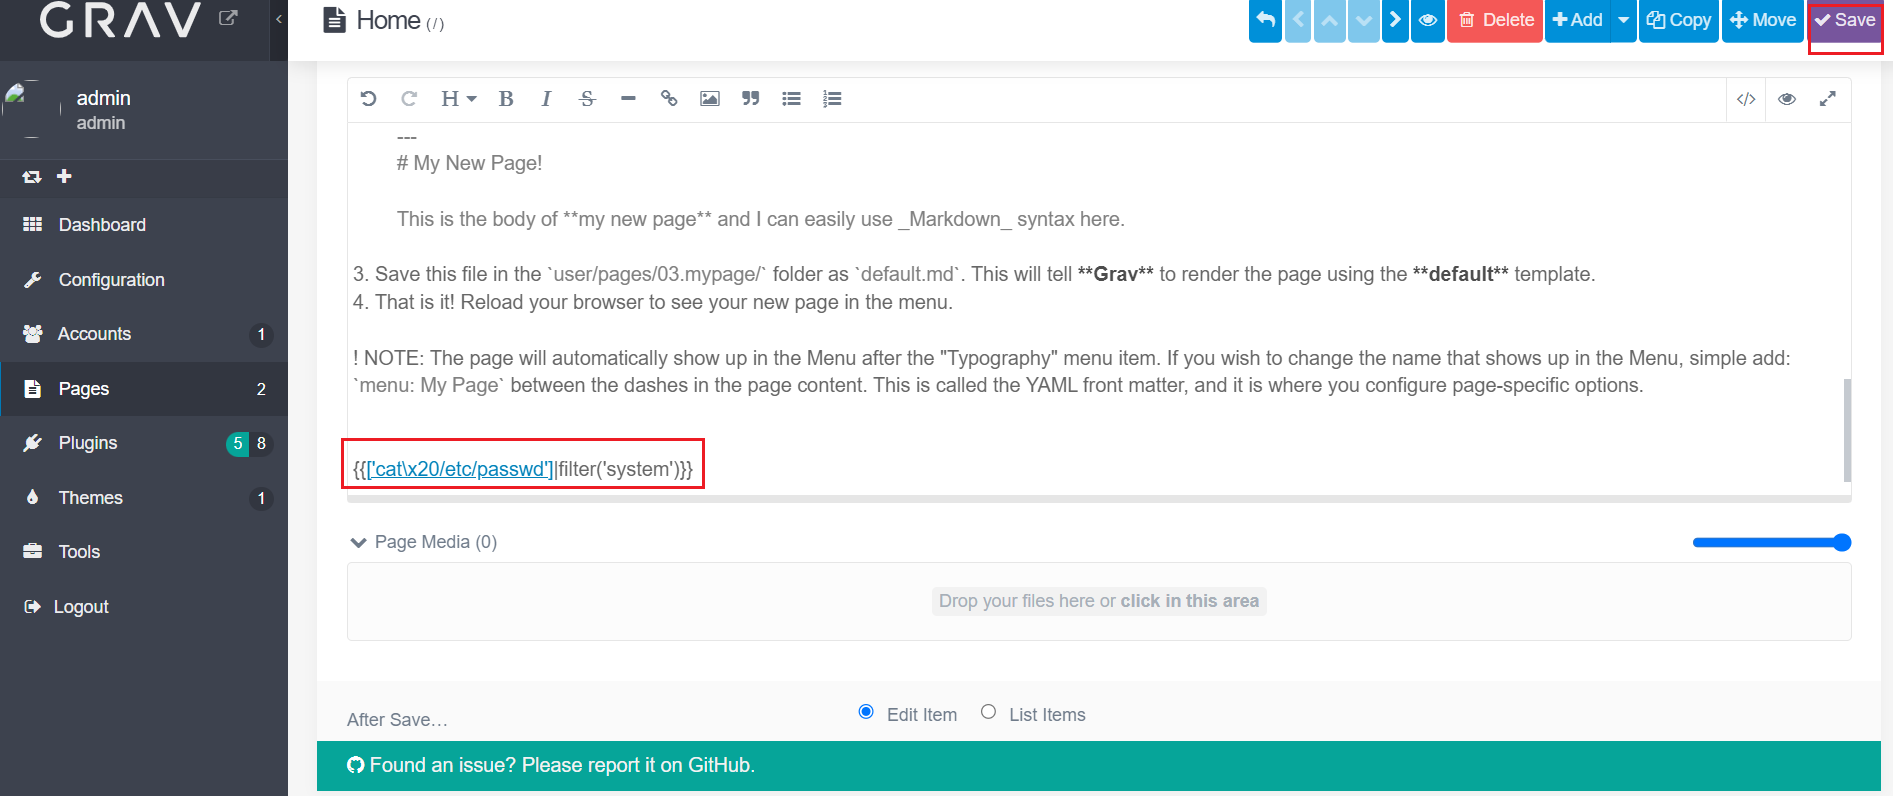 GRAV
Home ( / )
Delete
Add
Copy
Move
Save
admin
admin
Dashboard
Configuration
Accounts 1
Pages 2
Plugins 5 8
Themes 1
Tools
Logout
H B I S
</>
---
# My New Page!
This is the body of **my new page** and I can easily use _Markdown_ syntax here.
3. Save this file in the `user/pages/03.mypage/` folder as `default.md`. This will tell **Grav** to render the page using the **default** template.
4. That is it! Reload your browser to see your new page in the menu.
! NOTE: The page will automatically show up in the Menu after the "Typography" menu item. If you wish to change the name that shows up in the Menu, simple add:
`menu: My Page` between the dashes in the page content. This is called the YAML front matter, and it is where you configure page-specific options.
{{['cat\x20/etc/passwd']|filter('system')}}
Page Media (0)
Drop your files here or click in this area
After Save…
Edit Item
List Items
Found an issue? Please report it on GitHub.